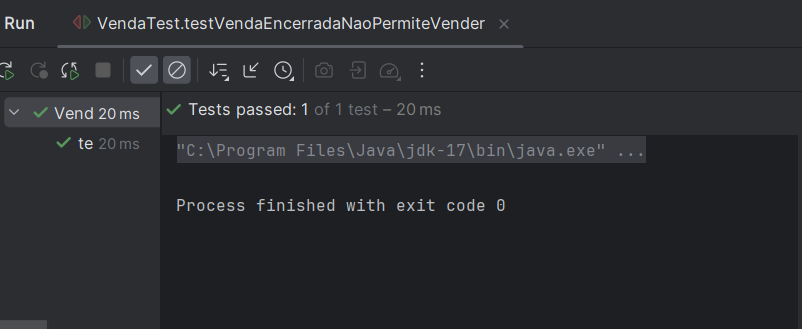 Run VendaTest.testVendaEncerradaNaoPermiteVender
Vend 20 ms
te 20 ms
Tests passed: 1 of 1 test – 20 ms
"C:\Program Files\Java\jdk-17\bin\java.exe" ...
Process finished with exit code 0